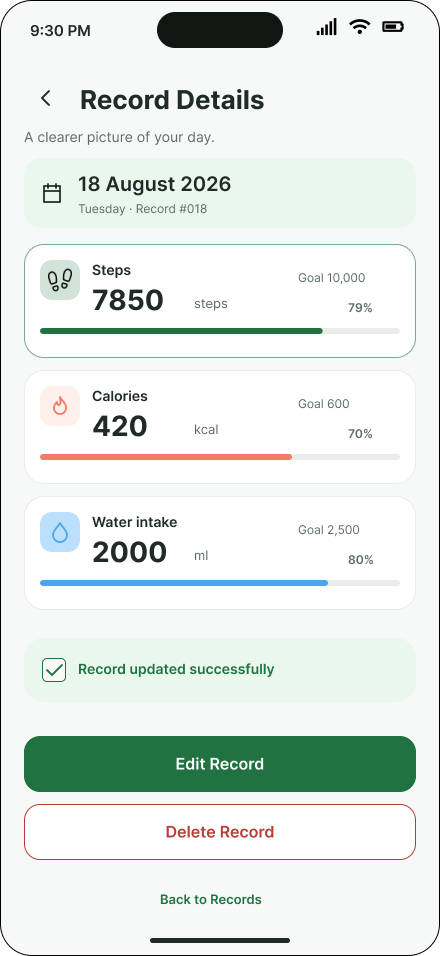 9:30 PM
Record Details
A clearer picture of your day.
18 August 2026
Tuesday · Record #018
Steps
Goal 10,000
7850 steps
79%
Calories
Goal 600
420 kcal
70%
Water intake
Goal 2,500
2000 ml
80%
Record updated successfully
Edit Record
Delete Record
Back to Records